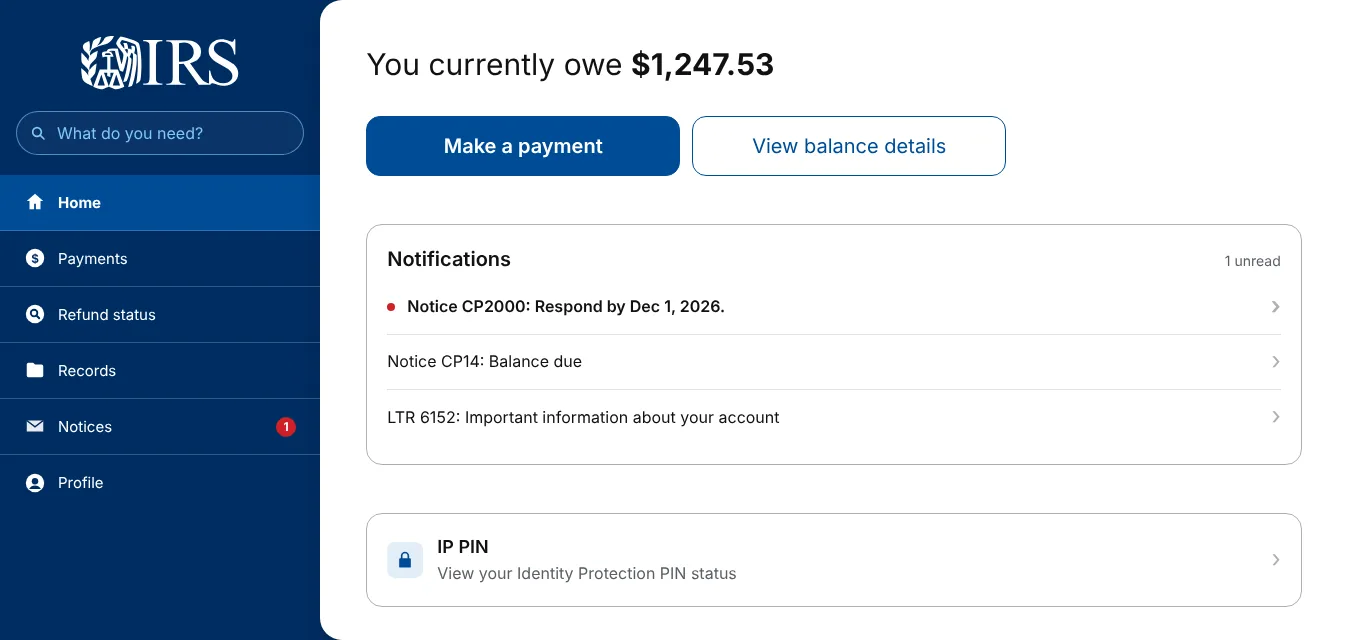 IRS
What do you need?
Home
Payments
Refund status
Records
Notices
1
Profile
You currently owe $1,247.53
Make a payment
View balance details
Notifications
1 unread
Notice CP2000: Respond by Dec 1, 2026.
Notice CP14: Balance due
LTR 6152: Important information about your account
IP PIN
View your Identity Protection PIN status